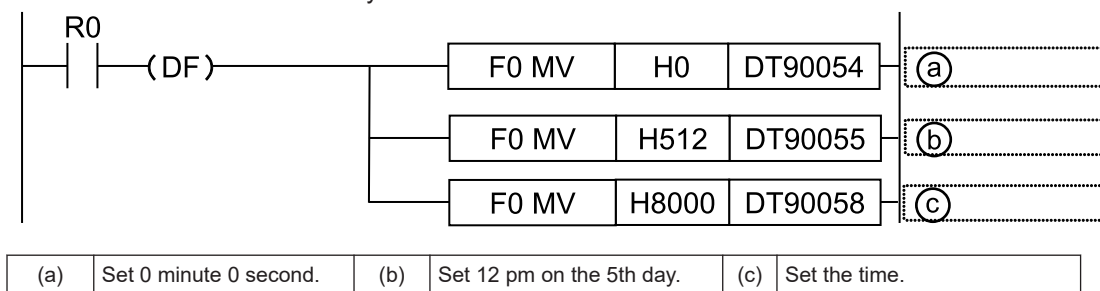 R0
(DF) F0 MV H0 DT90054 a
F0 MV H512 DT90055 b
F0 MV H8000 DT90058 c
(a) Set 0 minute 0 second. (b) Set 12 pm on the 5th day. (c) Set the time.